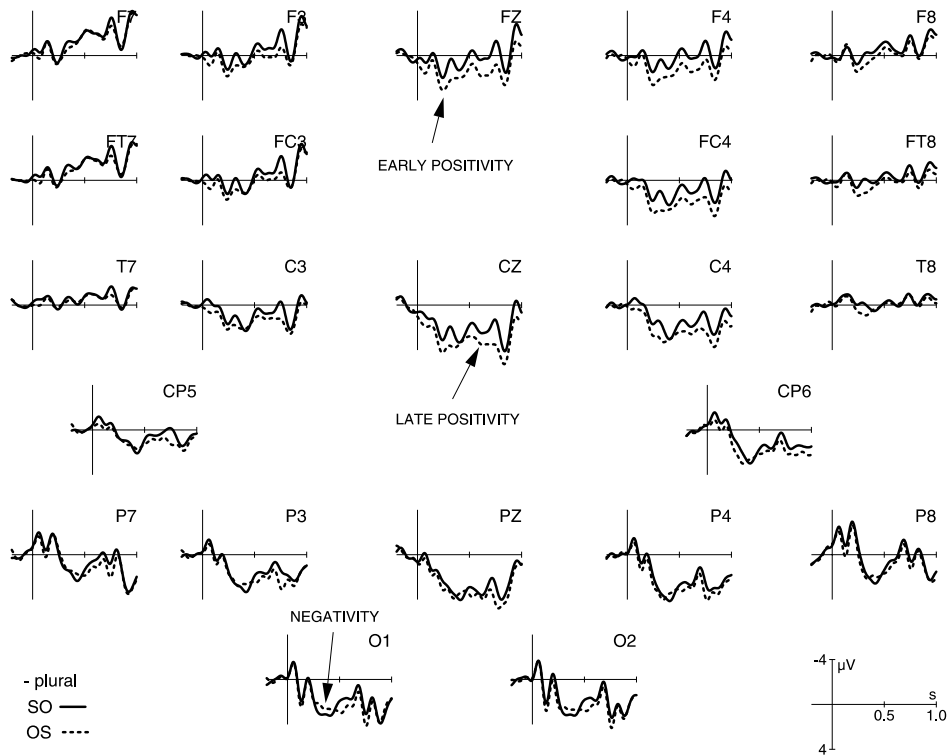 F7 F3 FZ F4 F8
EARLY POSITIVITY
FT7 FC3 FC4 FT8
T7 C3 CZ C4 T8
LATE POSITIVITY
CP5 CP6
P7 P3 PZ P4 P8
NEGATIVITY
O1 O2
- plural
SO
OS
-4
µV
s
0.5 1.0
4